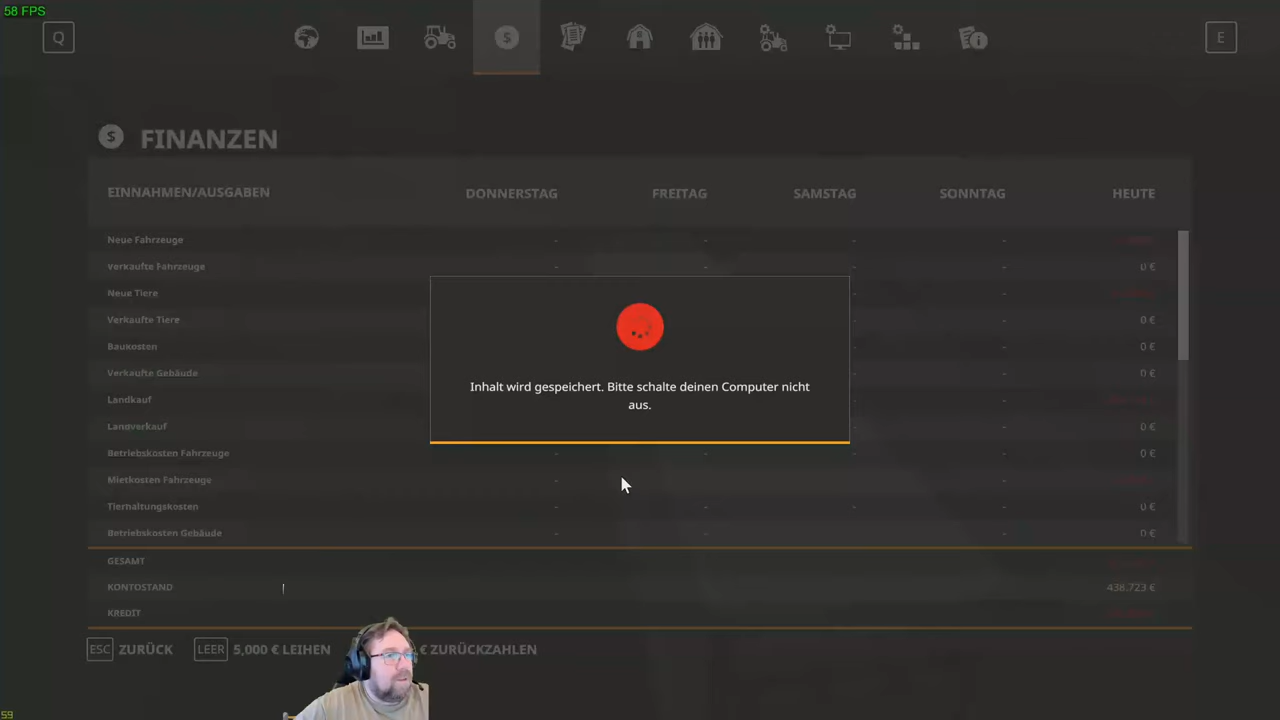 58 FPS
Q
E
FINANZEN
EINNAHMEN/AUSGABEN DONNERSTAG FREITAG SAMSTAG SONNTAG HEUTE
Neue Fahrzeuge - - - -
Verkaufte Fahrzeuge - - - - 0 €
Neue Tiere - - - -
Verkaufte Tiere - - - - 0 €
Baukosten - - - - 0 €
Verkaufte Gebäude - - - - 0 €
Landkauf - - - -
Landverkauf - - - - 0 €
Betriebskosten Fahrzeuge - - - - 0 €
Mietkosten Fahrzeuge - - - -
Tierhaltungskosten - - - - 0 €
Betriebskosten Gebäude - - - - 0 €
Inhalt wird gespeichert. Bitte schalte deinen Computer nicht
aus.
GESAMT
KONTOSTAND 438.723 €
KREDIT
ESC ZURÜCK LEER 5,000 € LEIHEN € ZURÜCKZAHLEN
59